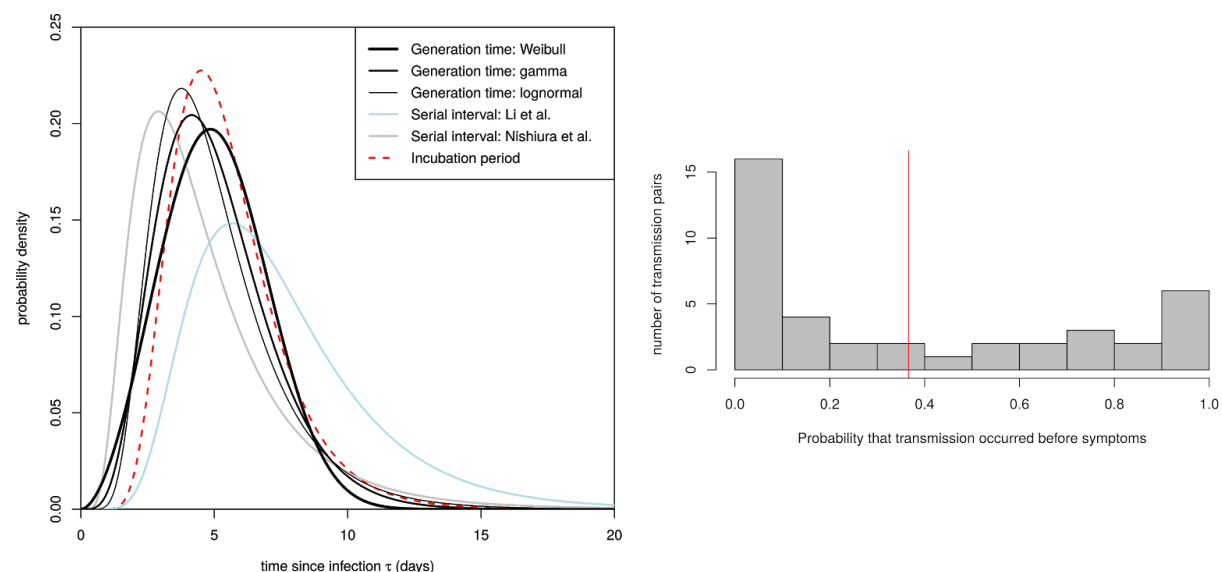 0.00 0.05 0.10 0.15 0.20 0.25
probability density
Generation time: Weibull
Generation time: gamma
Generation time: lognormal
Serial interval: Li et al.
Serial interval: Nishiura et al.
Incubation period
0 5 10 15 20
time since infection τ (days)
0 5 10 15
number of transmission pairs
0.0 0.2 0.4 0.6 0.8 1.0
Probability that transmission occurred before symptoms